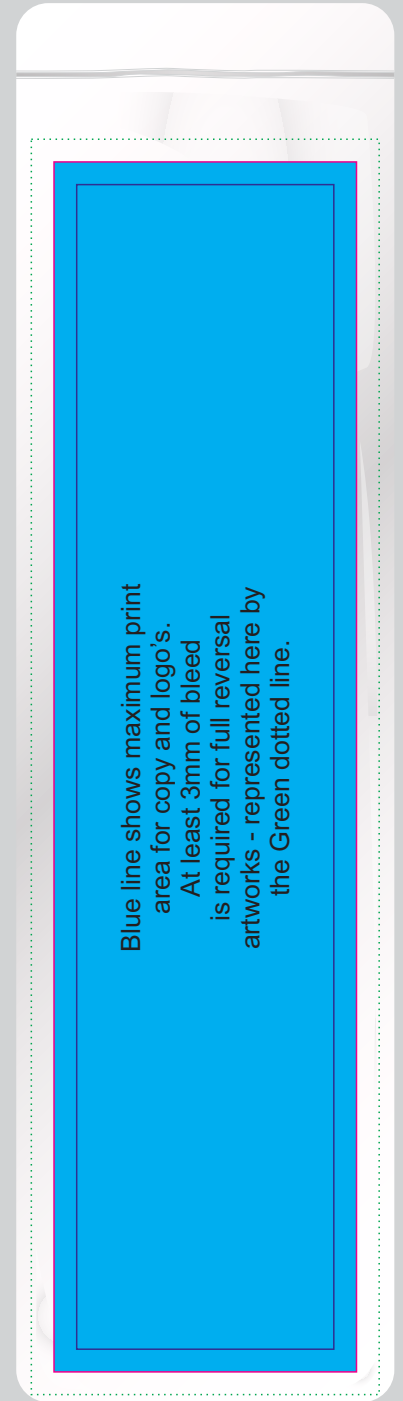 Blue line shows maximum print
area for copy and logo's.
At least 3mm of bleed
is required for full reversal
artworks - represented here by
the Green dotted line.